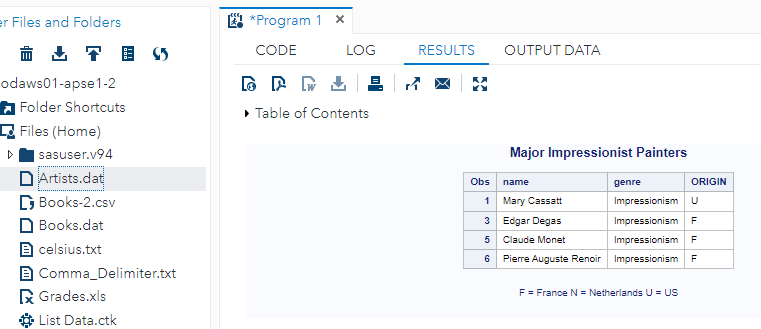 er Files and Folders
odaws01-apse1-2
Folder Shortcuts
Files (Home)
sasuser.v94
Artists.dat
Books-2.csv
Books.dat
celsius.txt
Comma_Delimiter.txt
Grades.xls
List Data.ctk
*Program 1
CODE LOG RESULTS OUTPUT DATA
Table of Contents
Major Impressionist Painters
Obs name genre ORIGIN
1 Mary Cassatt Impressionism U
3 Edgar Degas Impressionism F
5 Claude Monet Impressionism F
6 Pierre Auguste Renoir Impressionism F
F = France N = Netherlands U = US